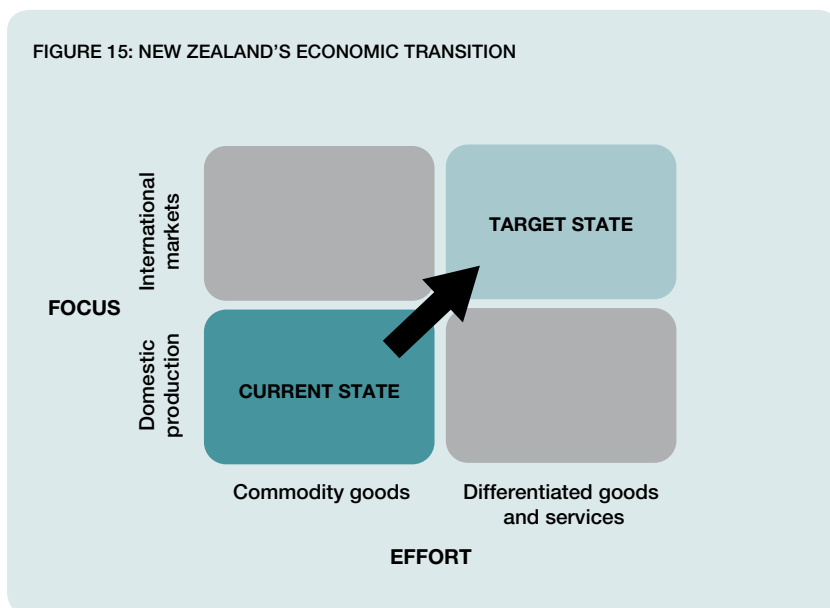 FIGURE 15: NEW ZEALAND'S ECONOMIC TRANSITION
International
markets
TARGET STATE
FOCUS
Domestic
production
CURRENT STATE
Commodity goods
Differentiated goods
and services
EFFORT